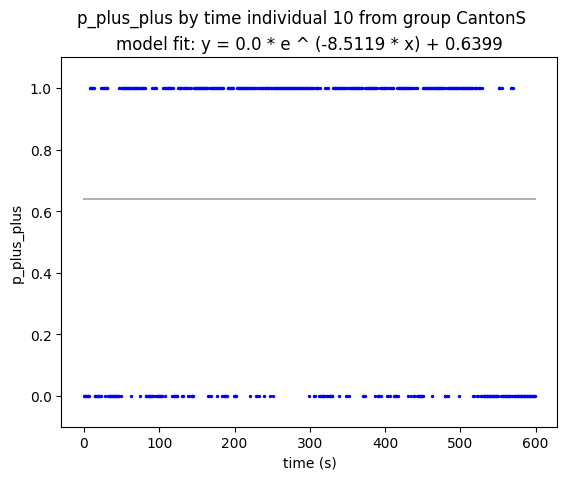 p_plus_plus by time individual 10 from group CantonS
model fit: y = 0.0 * e ^ (-8.5119 * x) + 0.6399
1.0
0.8
0.6
0.4
0.2
0.0
p_plus_plus
0 100 200 300 400 500 600
time (s)